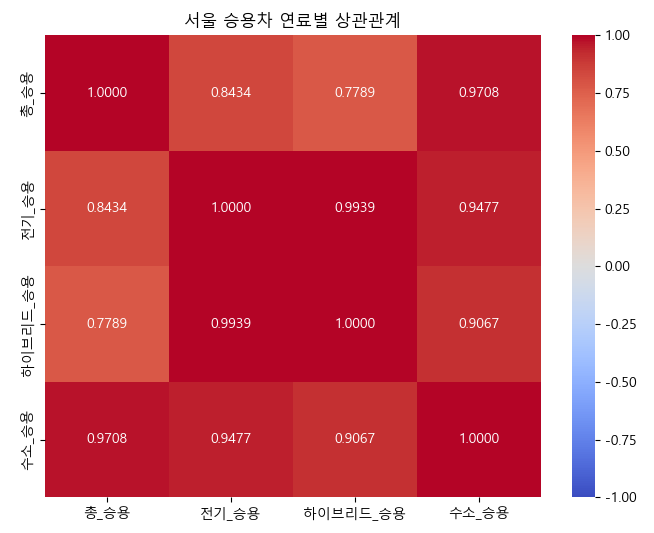 서울 승용차 연료별 상관관계
총_승용 1.0000 0.8434 0.7789 0.9708
전기_승용 0.8434 1.0000 0.9939 0.9477
하이브리드_승용 0.7789 0.9939 1.0000 0.9067
수소_승용 0.9708 0.9477 0.9067 1.0000
총_승용 전기_승용 하이브리드_승용 수소_승용
1.00
0.75
0.50
0.25
0.00
-0.25
-0.50
-0.75
-1.00